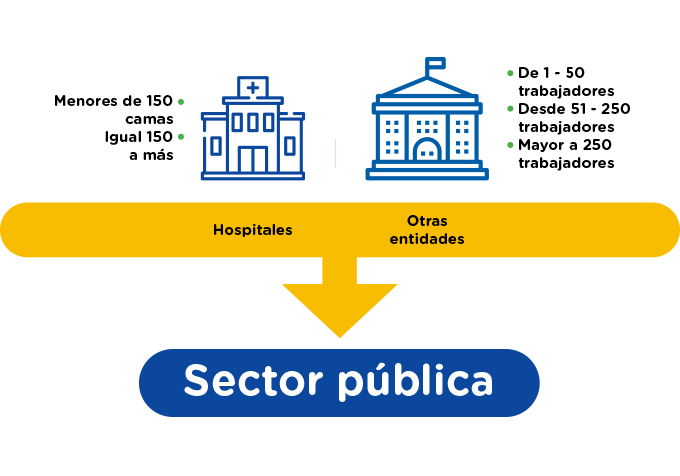 Menores de 150
camas
Igual 150
a más
De 1 - 50
trabajadores
Desde 51 - 250
trabajadores
Mayor a 250
trabajadores
Hospitales
Otras
entidades
Sector pública